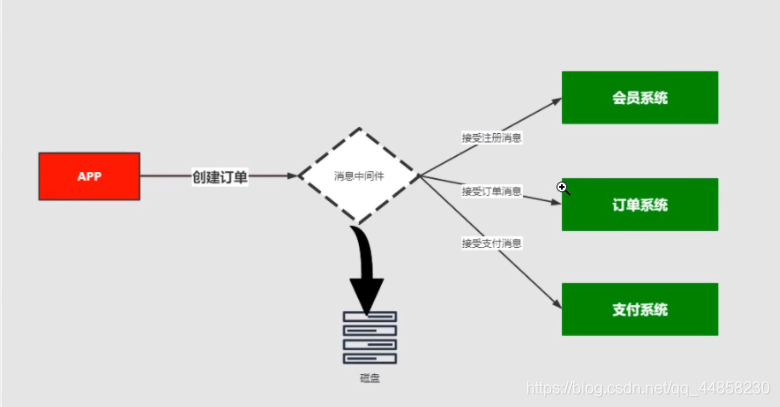 会员系统
接受注册消息
APP
创建订单
消息中间件
接受订单消息
订单系统
接受支付消息
支付系统
磁盘
https://blog.csdn.net/qq_44858230